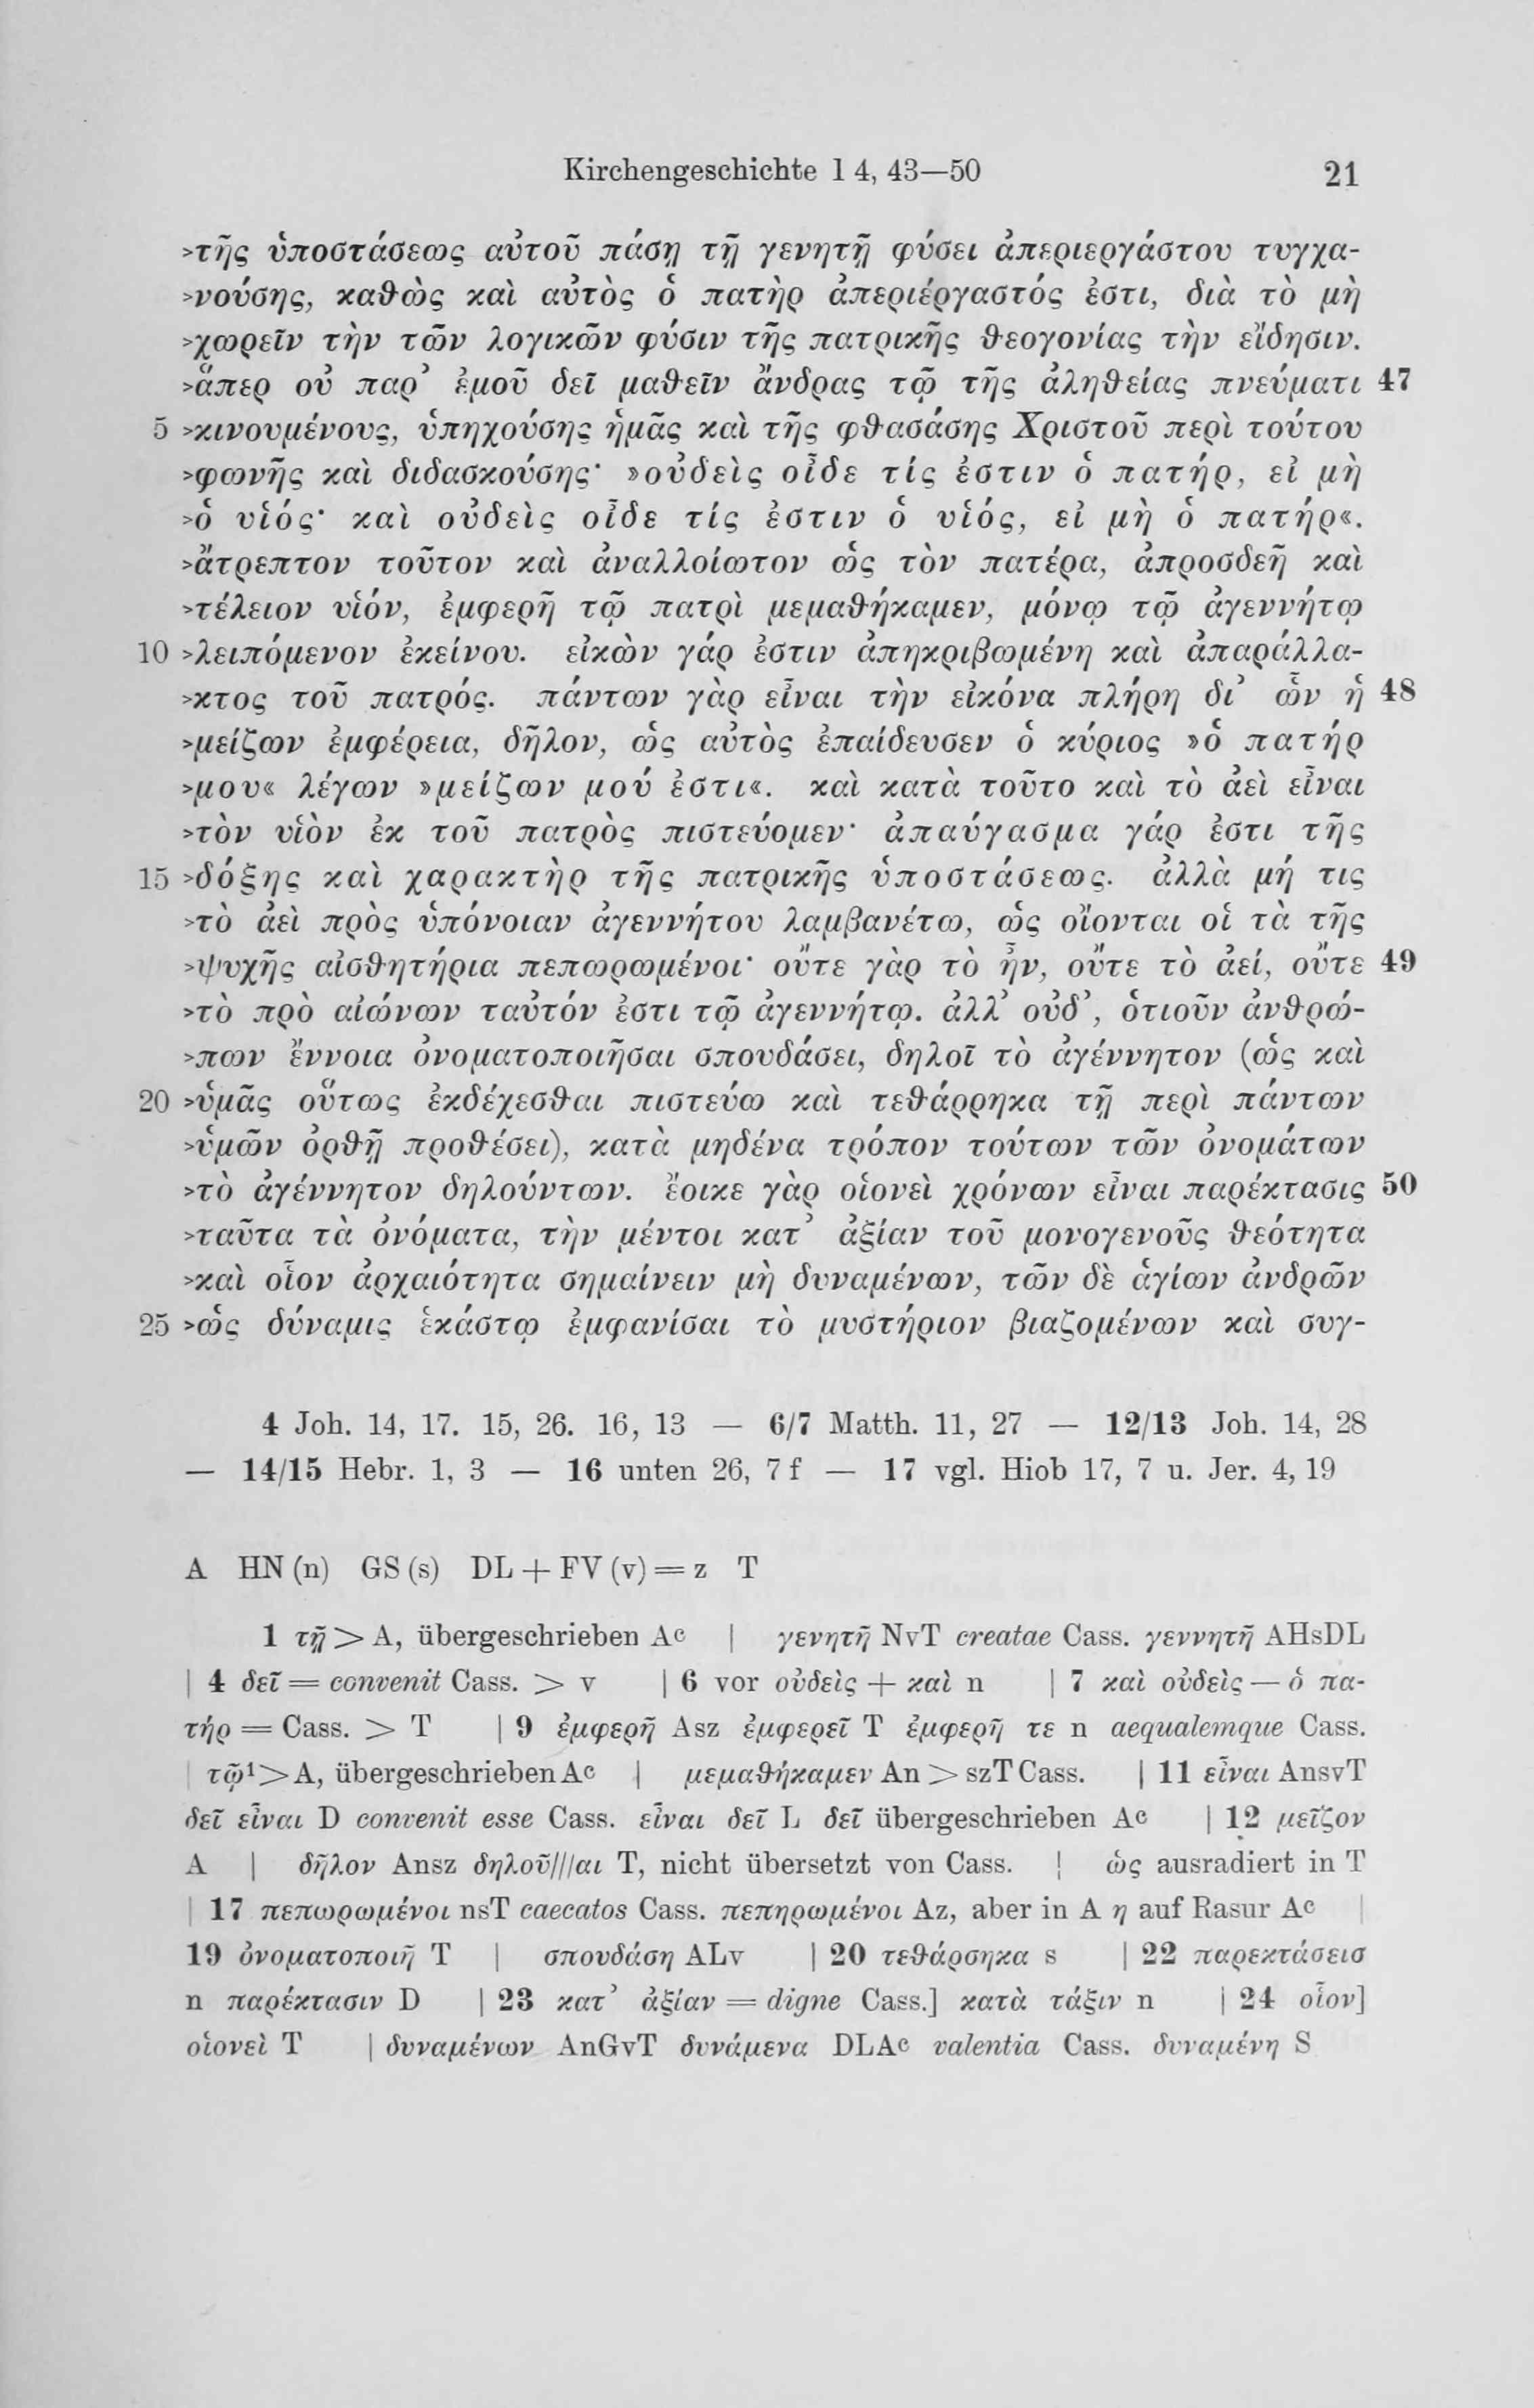 Kirchengeschichte I 4, 43—50 21
>τῆς ὑποστάσεως αὐτοῦ πάσῃ τῇ γενητῇ φύσει ἀπεριεργάστου τυγχα-
>νούσης, καθὼς καὶ αὐτὸς ὁ πατὴρ ἀπεριέργαστός ἐστι, διὰ τὸ μὴ
>χωρεῖν τὴν τῶν λογικῶν φύσιν τῆς πατρικῆς θεογονίας τὴν εἴδησιν.
>ἅπερ οὐ παρ’ ἐμοῦ δεῖ μαθεῖν ἄνδρας τῷ τῆς ἀληθείας πνεύματι 47
5 >κινουμένους, ὑπηχούσης ἡμᾶς καὶ τῆς φθασάσης Χριστοῦ περὶ τούτου
>φωνῆς καὶ διδασκούσης· »οὐδεὶς οἶδε τίς ἐστιν ὁ πατήρ, εἰ μὴ
>ὁ υἱός· καὶ οὐδεὶς οἶδε τίς ἐστιν ὁ υἱός, εἰ μὴ ὁ πατήρ«.
>ἄτρεπτον τοῦτον καὶ ἀναλλοίωτον ὡς τὸν πατέρα, ἀπροσδεῆ καὶ
>τέλειον υἱόν, ἐμφερῆ τῷ πατρὶ μεμαθήκαμεν, μόνῳ τῷ ἀγεννήτῳ
10 >λειπόμενον ἐκείνου. εἰκὼν γάρ ἐστιν ἀπηκριβωμένη καὶ ἀπαράλλα-
>κτος τοῦ πατρός. πάντων γὰρ εἶναι τὴν εἰκόνα πλήρη δι’ ὧν ἡ 48
>μείζων ἐμφέρεια, δῆλον, ὡς αὐτὸς ἐπαίδευσεν ὁ κύριος »ὁ πατήρ
>μου« λέγων »μείζων μού ἐστι«. καὶ κατὰ τοῦτο καὶ τὸ ἀεὶ εἶναι
>τὸν υἱὸν ἐκ τοῦ πατρὸς πιστεύομεν· ἀπαύγασμα γάρ ἐστι τῆς
15 >δόξης καὶ χαρακτὴρ τῆς πατρικῆς ὑποστάσεως. ἀλλὰ μή τις
>τὸ ἀεὶ πρὸς ὑπόνοιαν ἀγεννήτου λαμβανέτω, ὡς οἴονται οἱ τὰ τῆς
>ψυχῆς αἰσθητήρια πεπωρωμένοι· οὔτε γὰρ τὸ ἦν, οὔτε τὸ ἀεί, οὔτε 49
>τὸ πρὸ αἰώνων ταὐτόν ἐστι τῷ ἀγεννήτῳ. ἀλλ’ οὐδ’, ὁτιοῦν ἀνθρώ-
>πων ἔννοια ὀνοματοποιῆσαι σπουδάσει, δηλοῖ τὸ ἀγέννητον (ὡς καὶ
20 >ὑμᾶς οὕτως ἐκδέχεσθαι πιστεύω καὶ τεθάρρηκα τῇ περὶ πάντων
>ὑμῶν ὀρθῇ προθέσει), κατὰ μηδένα τρόπον τούτων τῶν ὀνομάτων
>τὸ ἀγέννητον δηλούντων. ἔοικε γὰρ οἱονεὶ χρόνων εἶναι παρέκτασις 50
>ταῦτα τὰ ὀνόματα, τὴν μέντοι κατ’ ἀξίαν τοῦ μονογενοῦς θεότητα
>καὶ οἷον ἀρχαιότητα σημαίνειν μὴ δυναμένων, τῶν δὲ ἁγίων ἀνδρῶν
25 >ὡς δύναμις ἑκάστῳ ἐμφανίσαι τὸ μυστήριον βιαζομένων καὶ συγ-
4 Joh. 14, 17. 15, 26. 16, 13 — 6/7 Matth. 11, 27 — 12/13 Joh. 14, 28
— 14/15 Hebr. 1, 3 — 16 unten 26, 7 f — 17 vgl. Hiob 17, 7 u. Jer. 4, 19
A HN (n) GS (s) DL + FV (v) = z T
1 τῇ > A, übergeschrieben Aᶜ | γενητῇ NvT creatae Cass. γεννητῇ AHsDL
| 4 δεῖ = convenit Cass. > v | 6 vor οὐδεὶς + καὶ n | 7 καὶ οὐδεὶς — ὁ πα-
τήρ = Cass. > T | 9 ἐμφερῆ Asz ἐμφερεῖ T ἐμφερῆ τε n aequalemque Cass.
| τῷ¹ > A, übergeschrieben Aᶜ | μεμαθήκαμεν An > szT Cass. | 11 εἶναι AnsvT
δεῖ εἶναι D convenit esse Cass. εἶναι δεῖ L δεῖ übergeschrieben Aᶜ | 12 μεῖζον
A | δῆλον Ansz δηλοῦ///αι T, nicht übersetzt von Cass. | ὡς ausradiert in T
| 17 πεπωρωμένοι nsT caecatos Cass. πεπηρωμένοι Az, aber in A η auf Rasur Aᶜ |
19 ὀνοματοποιῇ T | σπουδάση ALv | 20 τεθάρσηκα s | 22 παρεκτάσεισ
n παρέκτασιν D | 23 κατ’ ἀξίαν = digne Cass.] κατὰ τάξιν n | 24 οἷον]
οἱονεὶ T | δυναμένων AnGvT δυνάμενα DLAᶜ valentia Cass. δυναμένη S